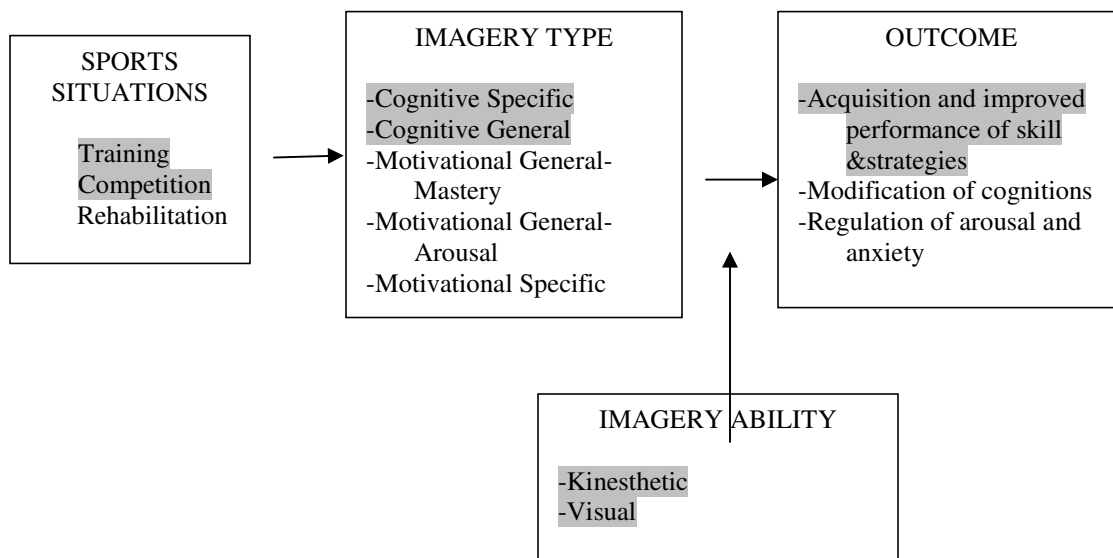 SPORTS
SITUATIONS
Training
Competition
Rehabilitation
IMAGERY TYPE
-Cognitive Specific
-Cognitive General
-Motivational General-
Mastery
-Motivational General-
Arousal
-Motivational Specific
OUTCOME
-Acquisition and improved
performance of skill
&strategies
-Modification of cognitions
-Regulation of arousal and
anxiety
IMAGERY ABILITY
-Kinesthetic
-Visual